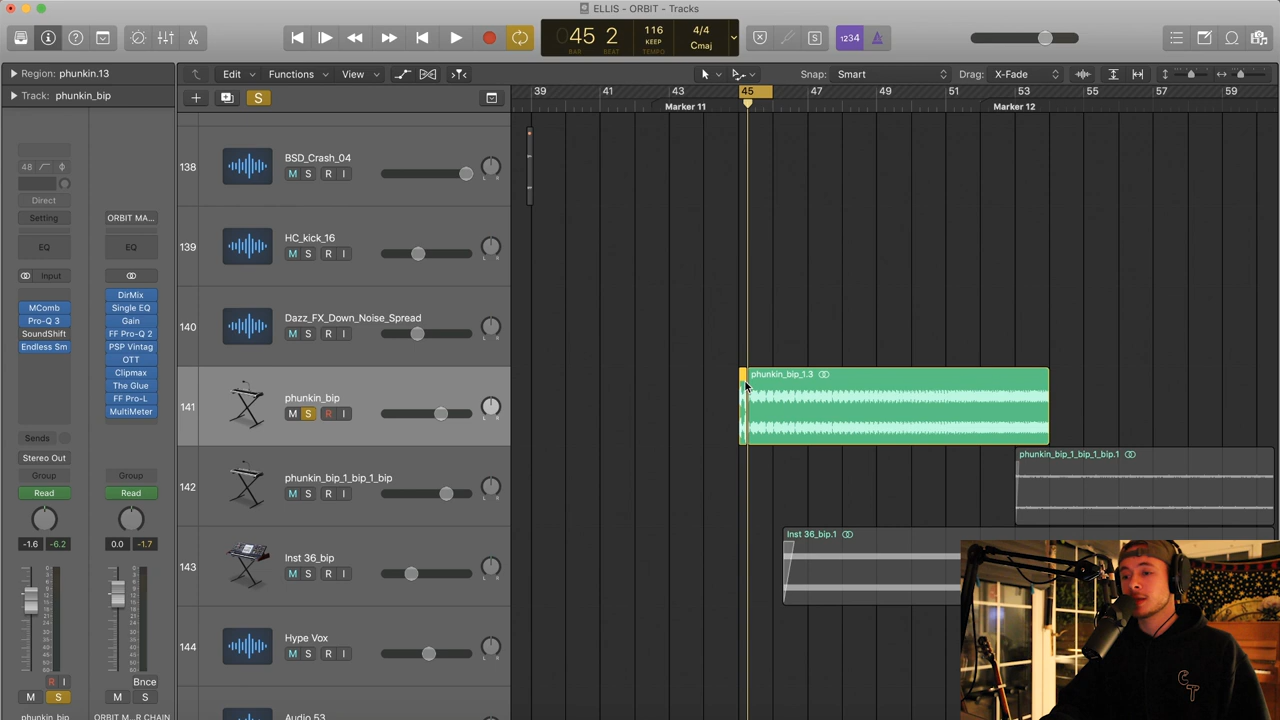 ELLIS - ORBIT - Tracks
45 2
BAR BEAT
116
KEEP
TEMPO
4/4
Cmaj
1234
Region: phunkin.13
Track: phunkin_bip
Edit
Functions
View
Snap: Smart
Drag: X-Fade
S
39 41 43 45 47 49 51 53 55 57 59
Marker 11
Marker 12
48
Direct
Setting
ORBIT MA...
EQ
EQ
Input
MComb
Pro-Q 3
SoundShift
Endless Sm
DirMix
Single EQ
Gain
FF Pro-Q 2
PSP Vintag
OTT
Clipmax
The Glue
FF Pro-L
MultiMeter
Sends
Stereo Out
Group
Group
Read
Read
-1.6 -6.2
0.0 -1.7
R I
Bnce
M S
M S
phunkin_bip
ORBIT M...R CHAIN
138
BSD_Crash_04
M S R I
139
HC_kick_16
M S R I
140
Dazz_FX_Down_Noise_Spread
M S R I
141
phunkin_bip
M S R I
142
phunkin_bip_1_bip_1_bip
M S R I
143
Inst 36_bip
M S R I
144
Hype Vox
M S R I
Audio 53
phunkin_bip_1.3
phunkin_bip_1_bip_1_bip.1
Inst 36_bip.1
C
T